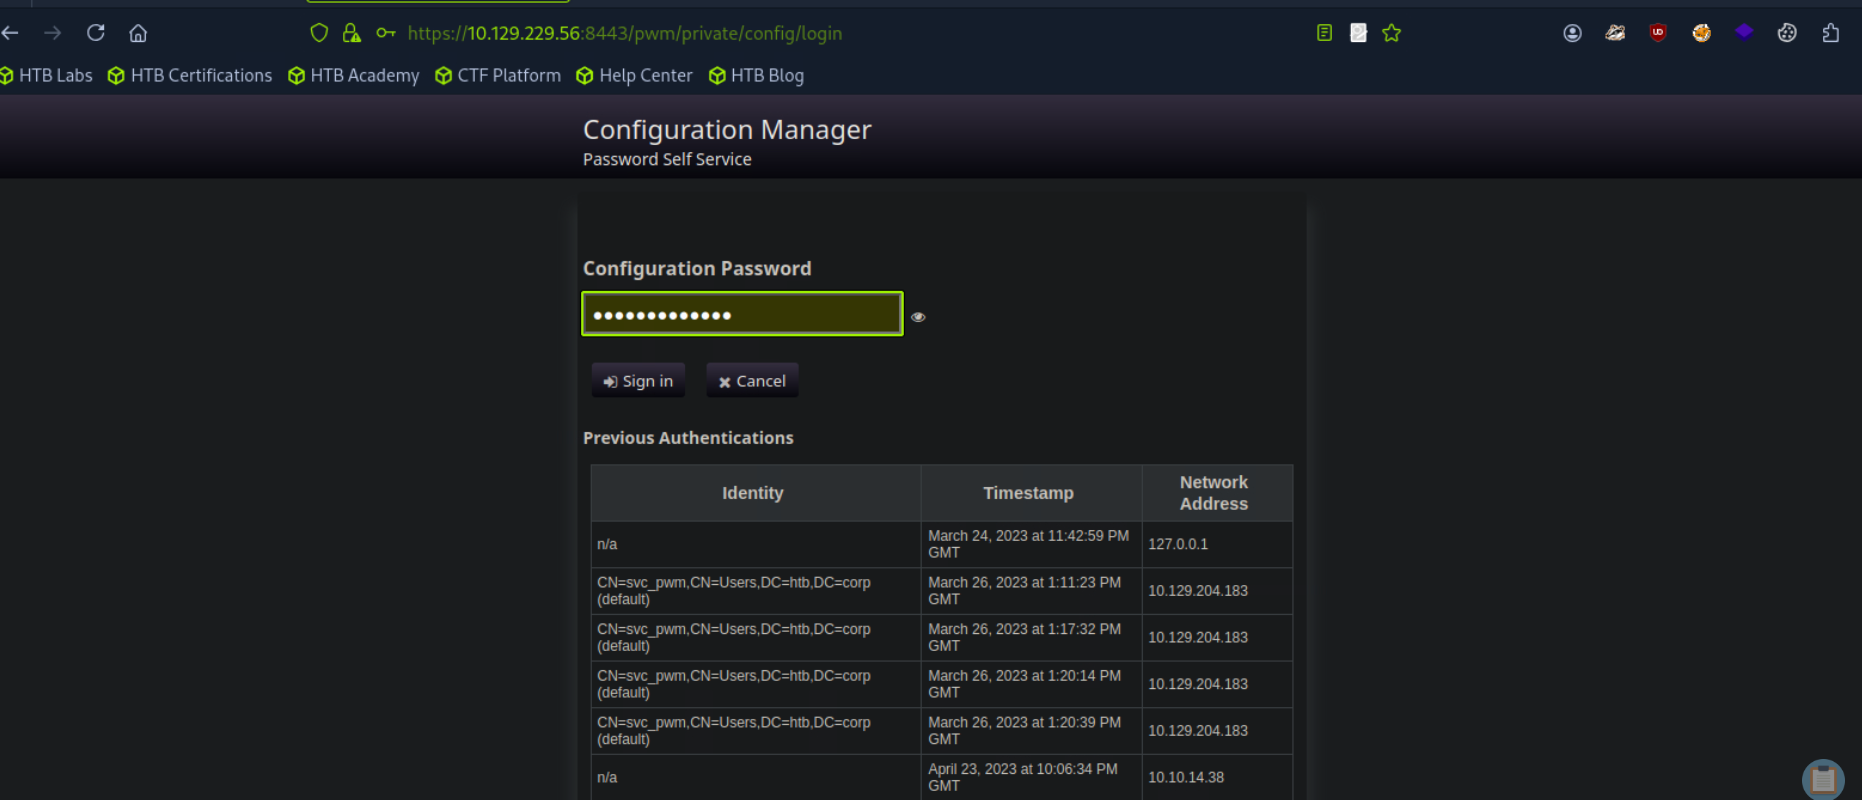 https://10.129.229.56:8443/pwm/private/config/login
HTB Labs HTB Certifications HTB Academy CTF Platform Help Center HTB Blog
Configuration Manager
Password Self Service
Configuration Password
•••••••••••••
Sign in Cancel
Previous Authentications
Identity Timestamp Network
Address
n/a March 24, 2023 at 11:42:59 PM
GMT 127.0.0.1
CN=svc_pwm,CN=Users,DC=htb,DC=corp March 26, 2023 at 1:11:23 PM
(default) GMT 10.129.204.183
CN=svc_pwm,CN=Users,DC=htb,DC=corp March 26, 2023 at 1:17:32 PM
(default) GMT 10.129.204.183
CN=svc_pwm,CN=Users,DC=htb,DC=corp March 26, 2023 at 1:20:14 PM
(default) GMT 10.129.204.183
CN=svc_pwm,CN=Users,DC=htb,DC=corp March 26, 2023 at 1:20:39 PM
(default) GMT 10.129.204.183
n/a April 23, 2023 at 10:06:34 PM
GMT 10.10.14.38